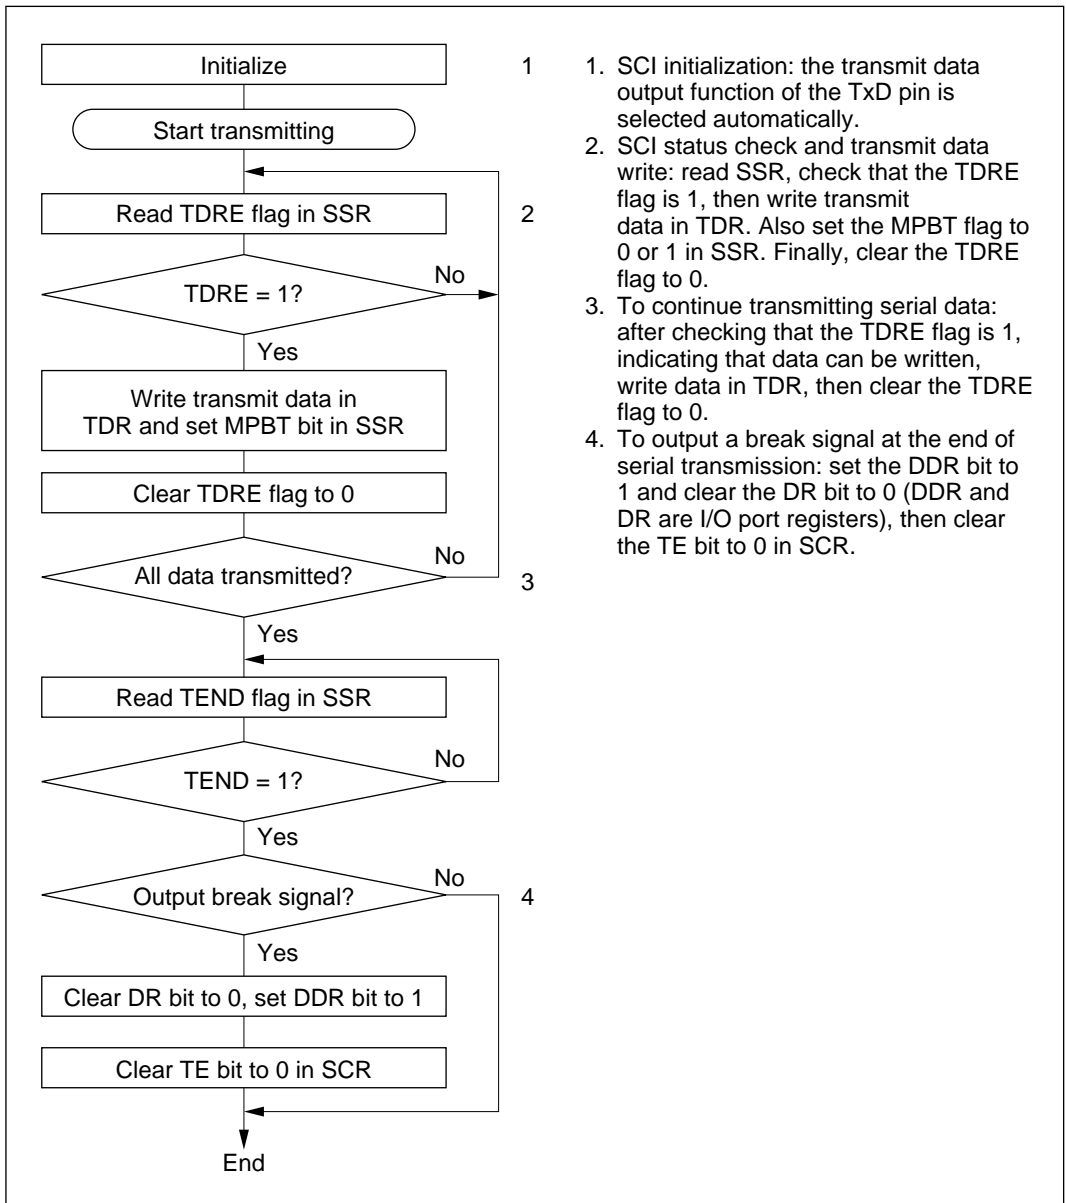 Initialize
1
Start transmitting
Read TDRE flag in SSR
2
TDRE = 1?
No
Yes
Write transmit data in
TDR and set MPBT bit in SSR
Clear TDRE flag to 0
All data transmitted?
No
3
Yes
Read TEND flag in SSR
TEND = 1?
No
Yes
Output break signal?
No
4
Yes
Clear DR bit to 0, set DDR bit to 1
Clear TE bit to 0 in SCR
End
1. SCI initialization: the transmit data
output function of the TxD pin is
selected automatically.
2. SCI status check and transmit data
write: read SSR, check that the TDRE
flag is 1, then write transmit
data in TDR. Also set the MPBT flag to
0 or 1 in SSR. Finally, clear the TDRE
flag to 0.
3. To continue transmitting serial data:
after checking that the TDRE flag is 1,
indicating that data can be written,
write data in TDR, then clear the TDRE
flag to 0.
4. To output a break signal at the end of
serial transmission: set the DDR bit to
1 and clear the DR bit to 0 (DDR and
DR are I/O port registers), then clear
the TE bit to 0 in SCR.